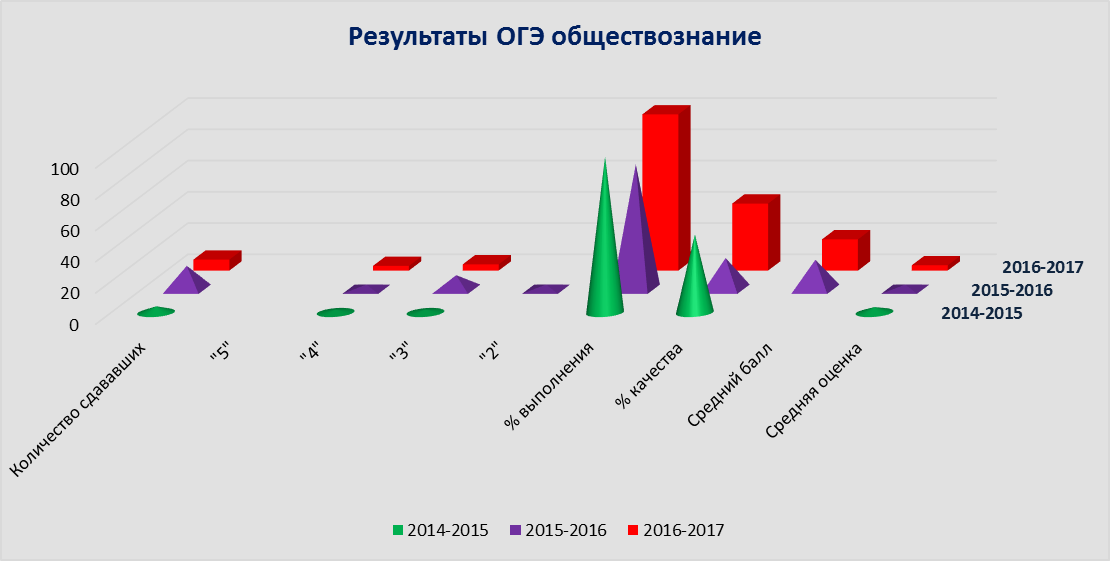 Результаты ОГЭ обществознание
100
80
60
40
20
0
2016-2017
2015-2016
2014-2015
Количество сдававших
"5"
"4"
"3"
"2"
% выполнения
% качества
Средний балл
Средняя оценка
2014-2015 2015-2016 2016-2017